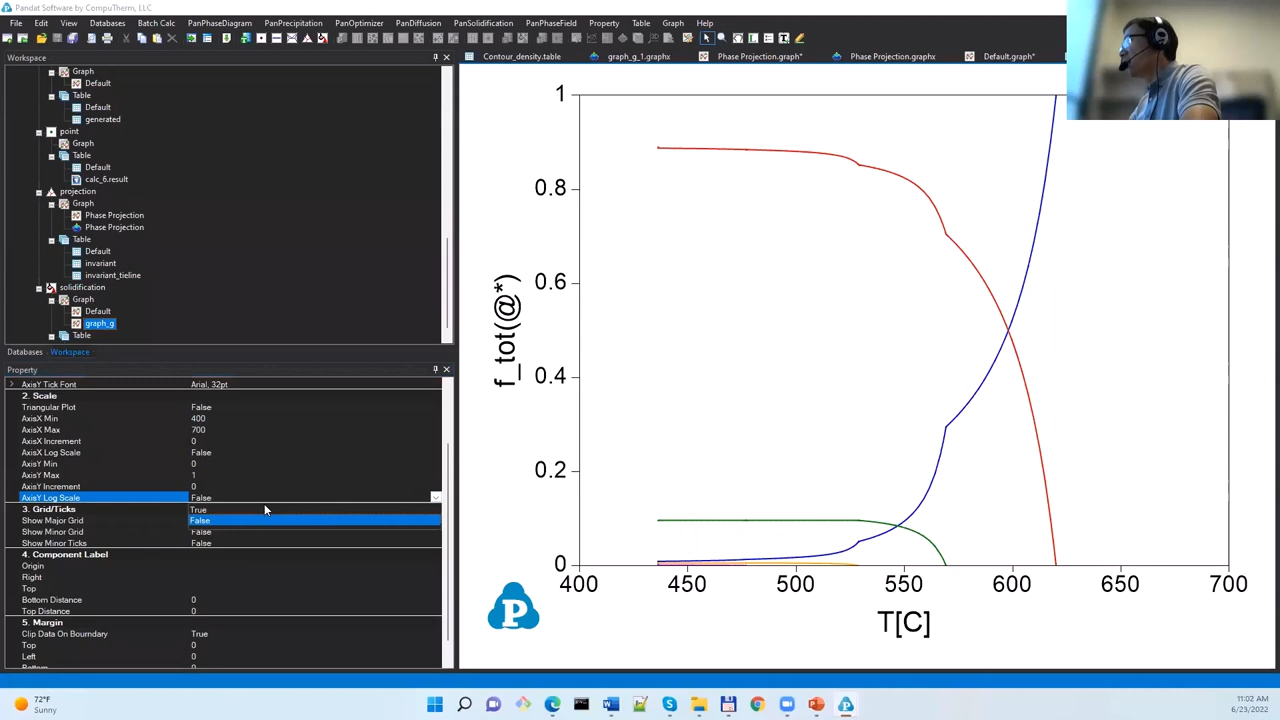 Pandat Software by CompuTherm, LLC
File Edit View Databases Batch Calc PanPhaseDiagram PanPrecipitation PanOptimizer PanDiffusion PanSolidification PanPhaseField Property Table Graph Help
Workspace
Contour_density.table graph_g_1.graphx Phase Projection.graph* Phase Projection.graphx Default.graph*
Graph
Default
Table
Default
generated
point
Graph
Table
Default
calc_6.result
projection
Graph
Phase Projection
Phase Projection
Table
Default
invariant
invariant_tieline
solidification
Graph
Default
graph_g
Table
Databases Workspace
Property
AxisY Tick Font Arial, 32pt
2. Scale
Triangular Plot False
AxisX Min 400
AxisX Max 700
AxisX Increment 0
AxisX Log Scale False
AxisY Min 0
AxisY Max 1
AxisY Increment 0
AxisY Log Scale False
3. Grid/Ticks True
Show Major Grid False
Show Minor Grid False
Show Minor Ticks False
4. Component Label
Origin
Right
Top
Bottom Distance 0
Top Distance 0
5. Margin
Clip Data On Bourndary True
Top 0
Left 0
1
0.8
0.6
0.4
0.2
0
f_tot(@*)
400 450 500 550 600 650 700
T[C]
P
72°F
Sunny
11:02 AM
6/23/2022